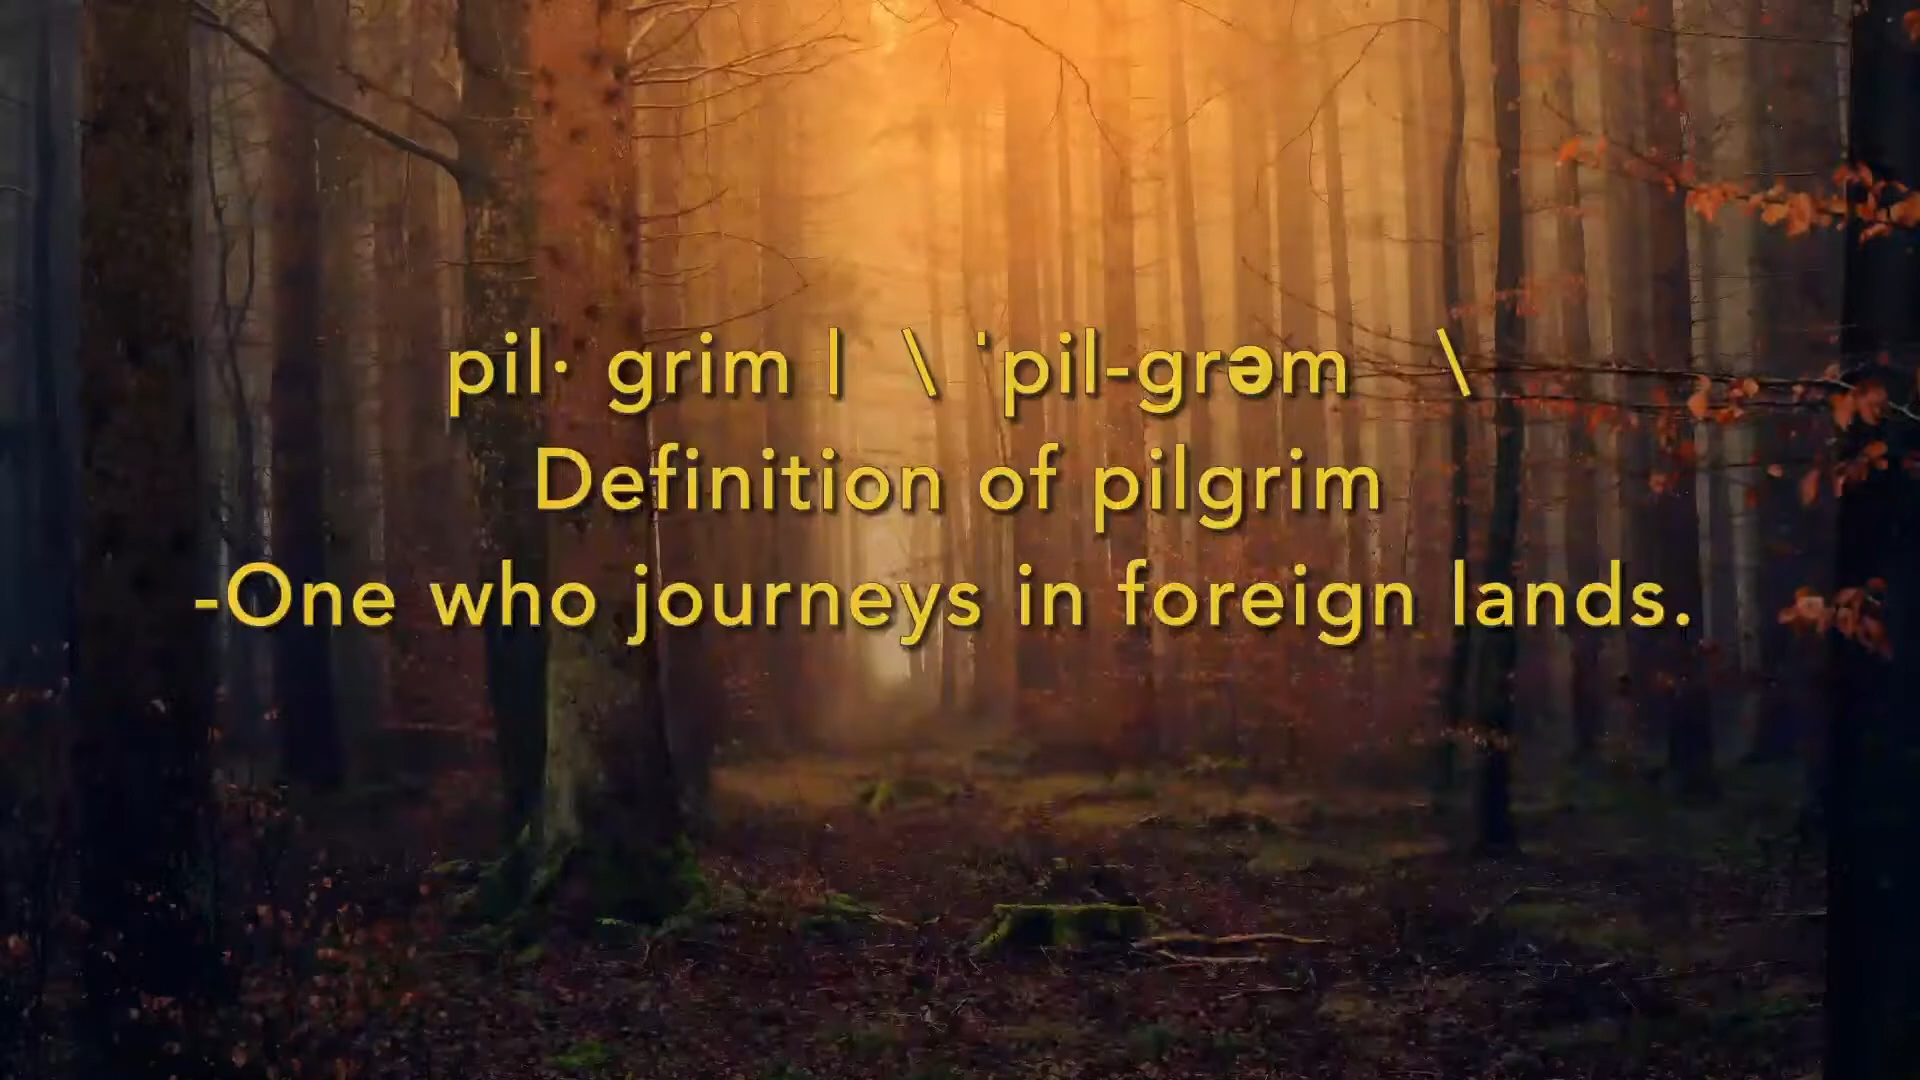 pil· grim | \ ˈpil-grəm \
Definition of pilgrim
-One who journeys in foreign lands.